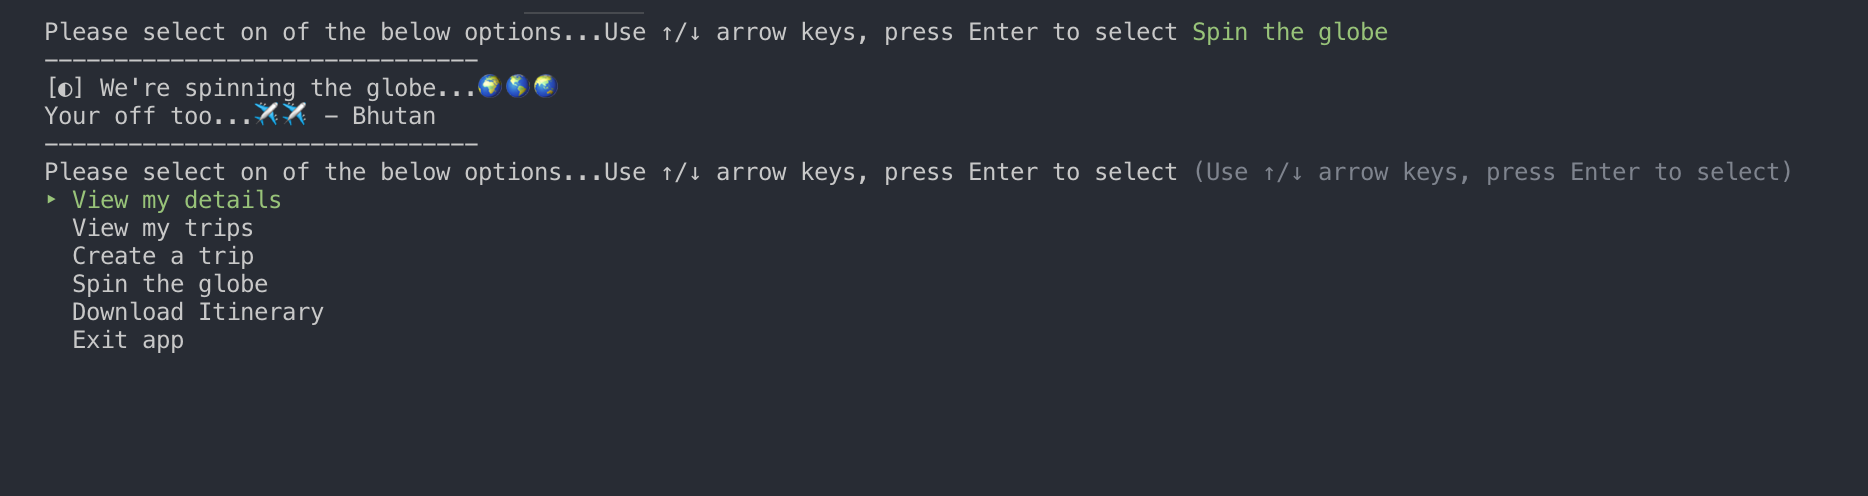 Please select on of the below options...Use ↑/↓ arrow keys, press Enter to select Spin the globe
-------------------------------
[◐] We're spinning the globe...🌍🌎🌏
Your off too...✈️✈️ - Bhutan
-------------------------------
Please select on of the below options...Use ↑/↓ arrow keys, press Enter to select (Use ↑/↓ arrow keys, press Enter to select)
‣ View my details
View my trips
Create a trip
Spin the globe
Download Itinerary
Exit app